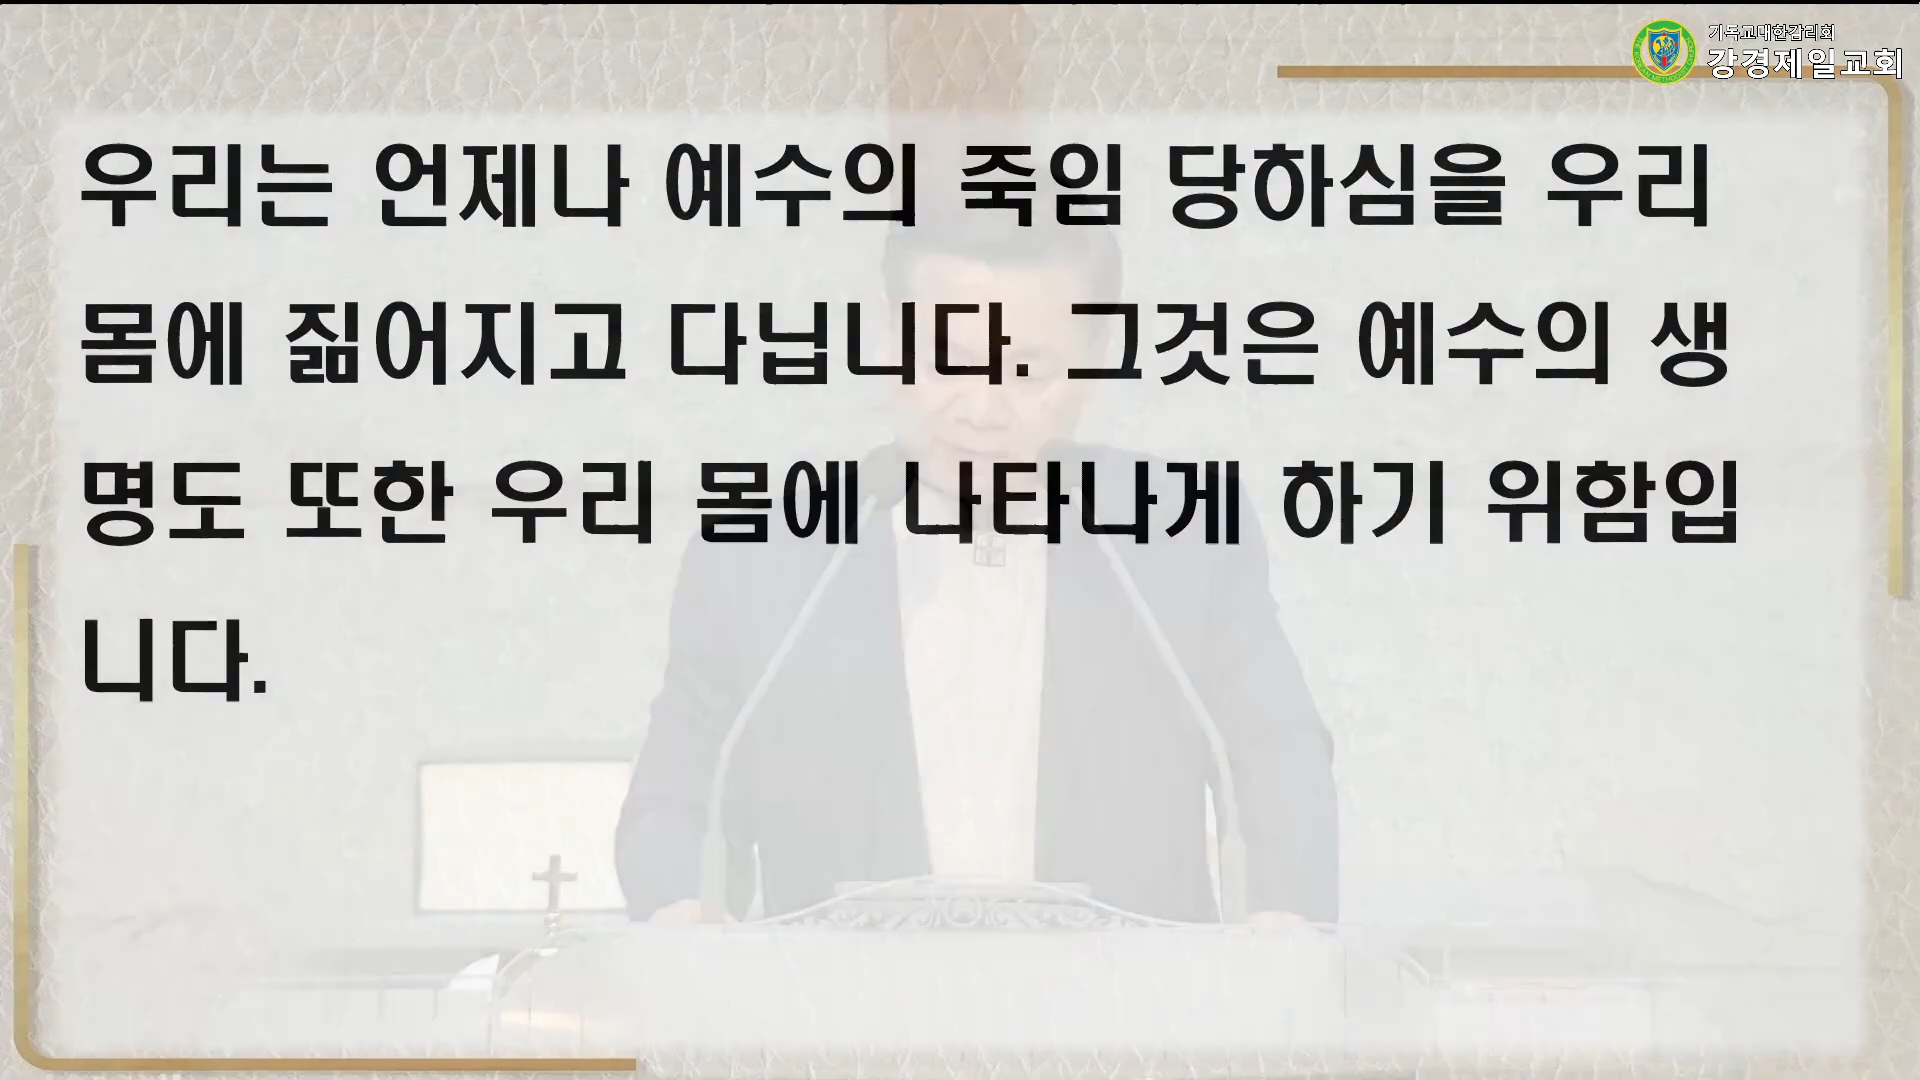 기독교대한감리회
강경제일교회
우리는 언제나 예수의 죽임 당하심을 우리
몸에 짊어지고 다닙니다. 그것은 예수의 생
명도 또한 우리 몸에 나타나게 하기 위함입
니다.